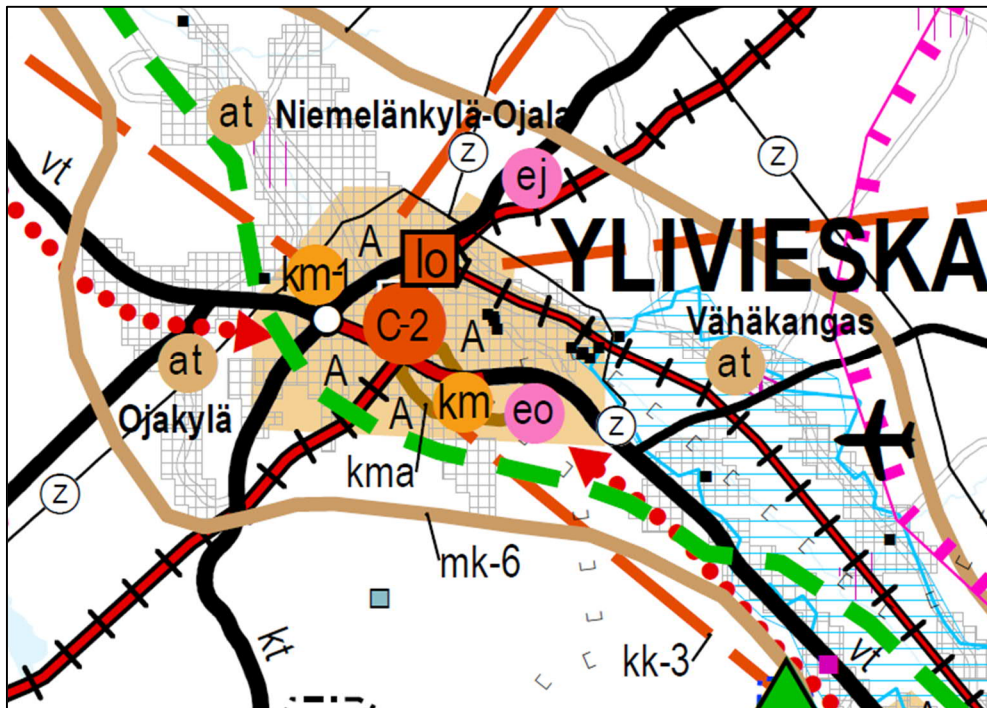 at
Niemelänkylä-Ojala
vt
z
z
ej
A
lo
YLIVIESKA
km-1
C-2
A
Vähäkangas
at
A
at
km
eo
Ojakylä
A
z
kma
z
mk-6
kt
kk-3
vt
A